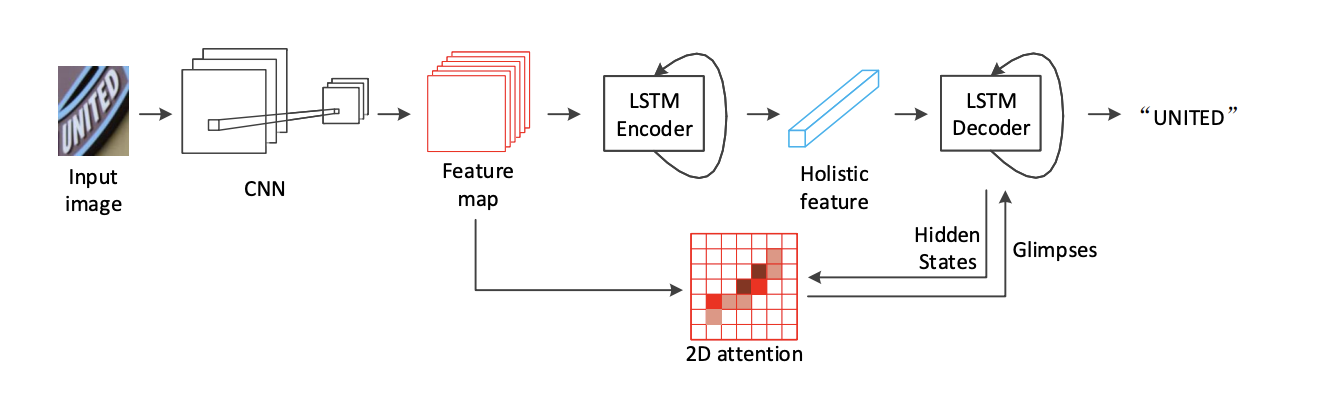 UNITED
Input
image
CNN
Feature
map
LSTM
Encoder
Holistic
feature
LSTM
Decoder
“UNITED”
Hidden
States
Glimpses
2D attention